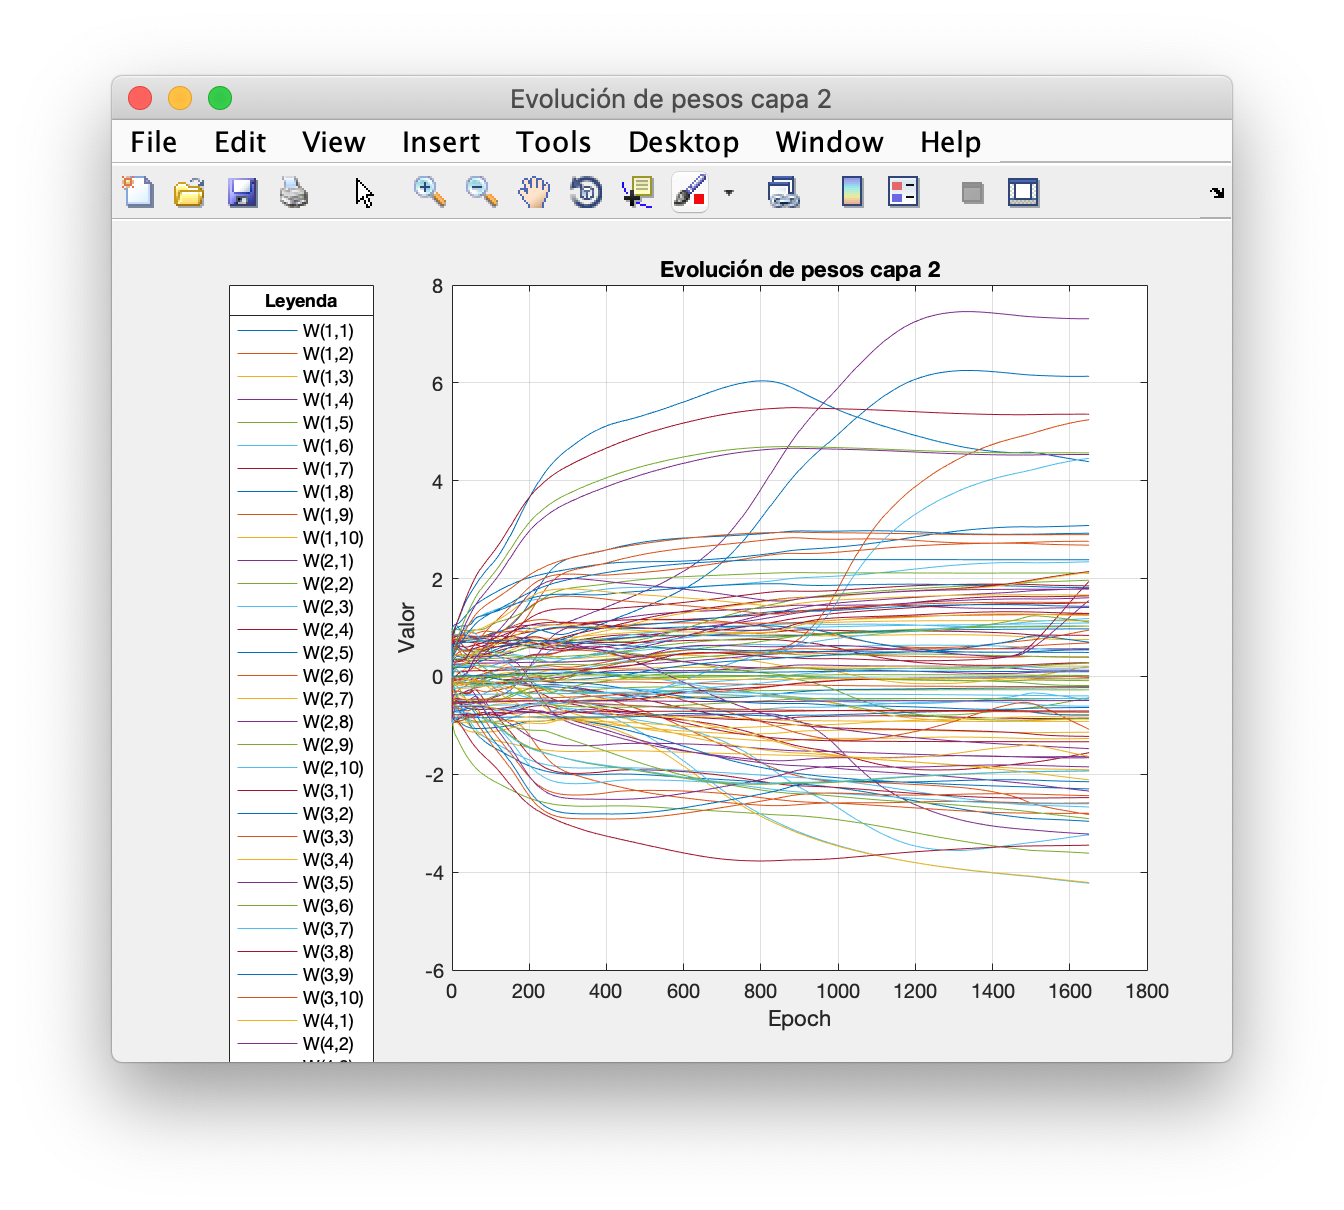 Evolución de pesos capa 2
File Edit View Insert Tools Desktop Window Help
Evolución de pesos capa 2
Leyenda
W(1,1)
W(1,2)
W(1,3)
W(1,4)
W(1,5)
W(1,6)
W(1,7)
W(1,8)
W(1,9)
W(1,10)
W(2,1)
W(2,2)
W(2,3)
W(2,4)
W(2,5)
W(2,6)
W(2,7)
W(2,8)
W(2,9)
W(2,10)
W(3,1)
W(3,2)
W(3,3)
W(3,4)
W(3,5)
W(3,6)
W(3,7)
W(3,8)
W(3,9)
W(3,10)
W(4,1)
W(4,2)
8
6
4
2
0
-2
-4
-6
Valor
0 200 400 600 800 1000 1200 1400 1600 1800
Epoch